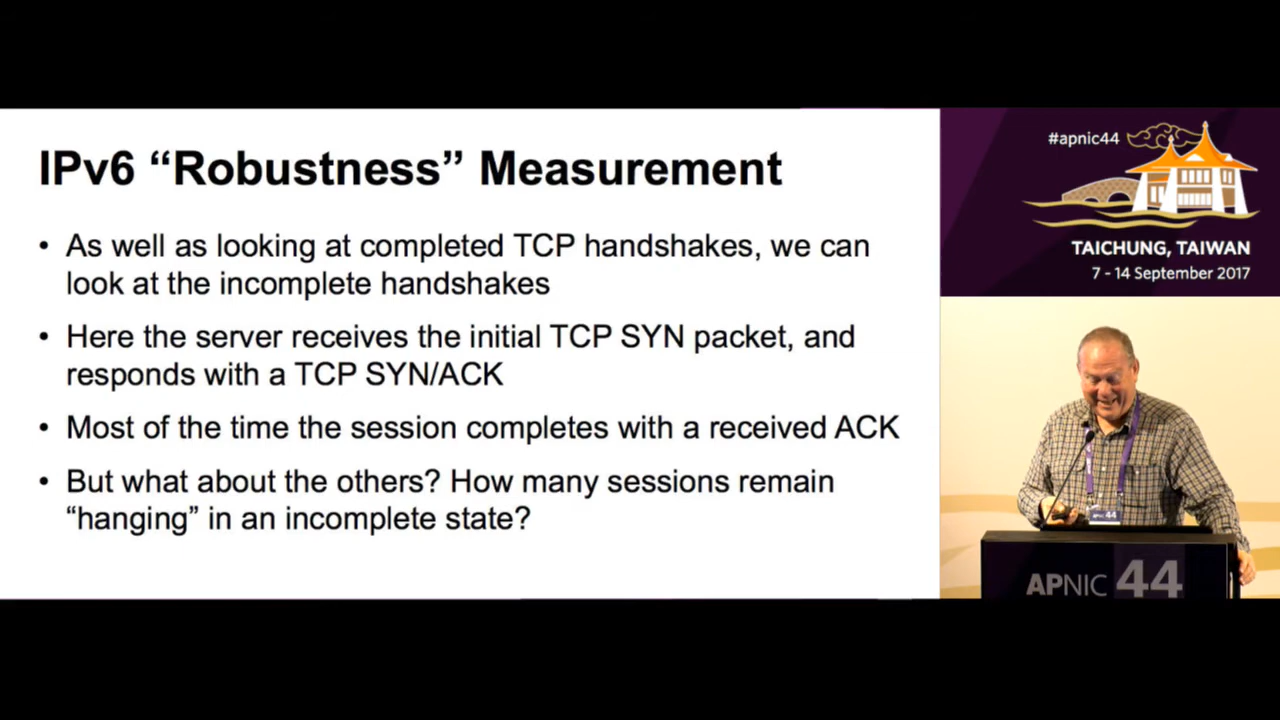 IPv6 “Robustness” Measurement
• As well as looking at completed TCP handshakes, we can
look at the incomplete handshakes
• Here the server receives the initial TCP SYN packet, and
responds with a TCP SYN/ACK
• Most of the time the session completes with a received ACK
• But what about the others? How many sessions remain
“hanging” in an incomplete state?
#apnic44
TAICHUNG, TAIWAN
7 - 14 September 2017
APNIC 44
APNIC 44